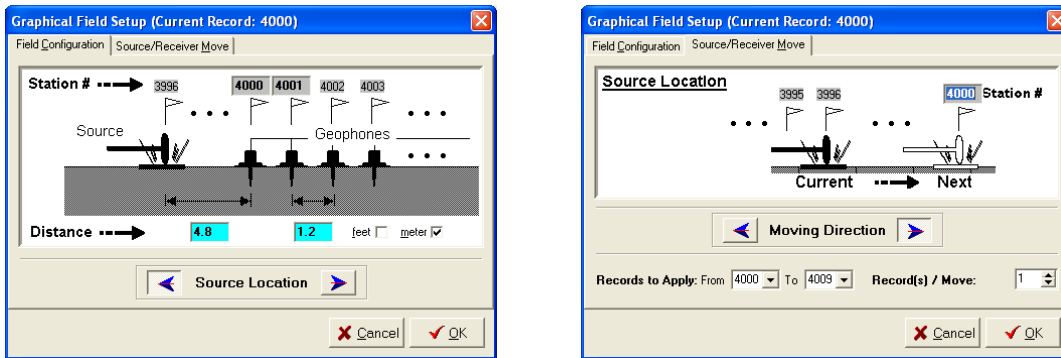 Graphical Field Setup (Current Record: 4000)
Field Configuration Source/Receiver Move
Station # 3996 4000 4001 4002 4003
Source Geophones
Distance 4.8 1.2 feet meter
Source Location
Cancel OK
Graphical Field Setup (Current Record: 4000)
Field Configuration Source/Receiver Move
Source Location
3995 3996 4000 Station #
Current Next
Moving Direction
Records to Apply: From 4000 To 4009 Record(s) / Move: 1
Cancel OK